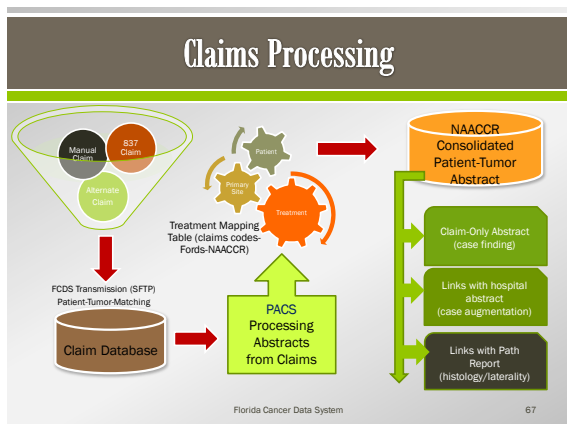 Claims Processing
Manual
Claim
837
Claim
Alternate
Claim
Patient
Primary
Site
Treatment
Treatment Mapping
Table (claims codes-
Fords-NAACCR)
FCDS Transmission (SFTP)
Patient-Tumor-Matching
Claim Database
PACS
Processing
Abstracts
from Claims
NAACCR
Consolidated
Patient-Tumor
Abstract
Claim-Only Abstract
(case finding)
Links with hospital
abstract
(case augmentation)
Links with Path
Report
(histology/laterality)
Florida Cancer Data System
67